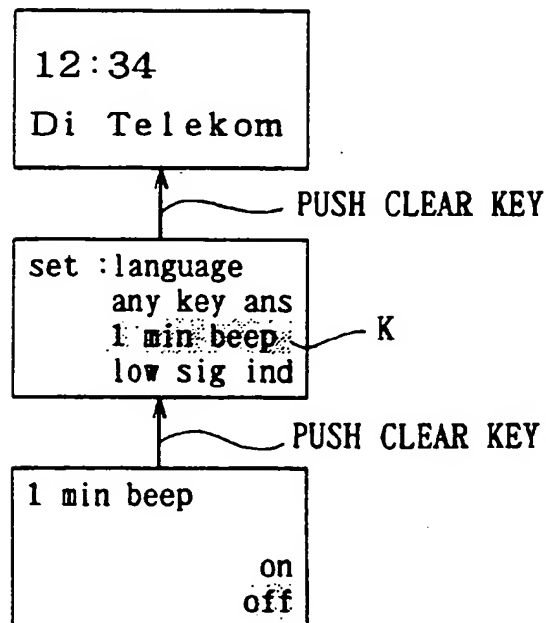 12:34
Di Telekom
PUSH CLEAR KEY
set :language
any key ans
1 min beep
K
low sig ind
PUSH CLEAR KEY
1 min beep
on
off